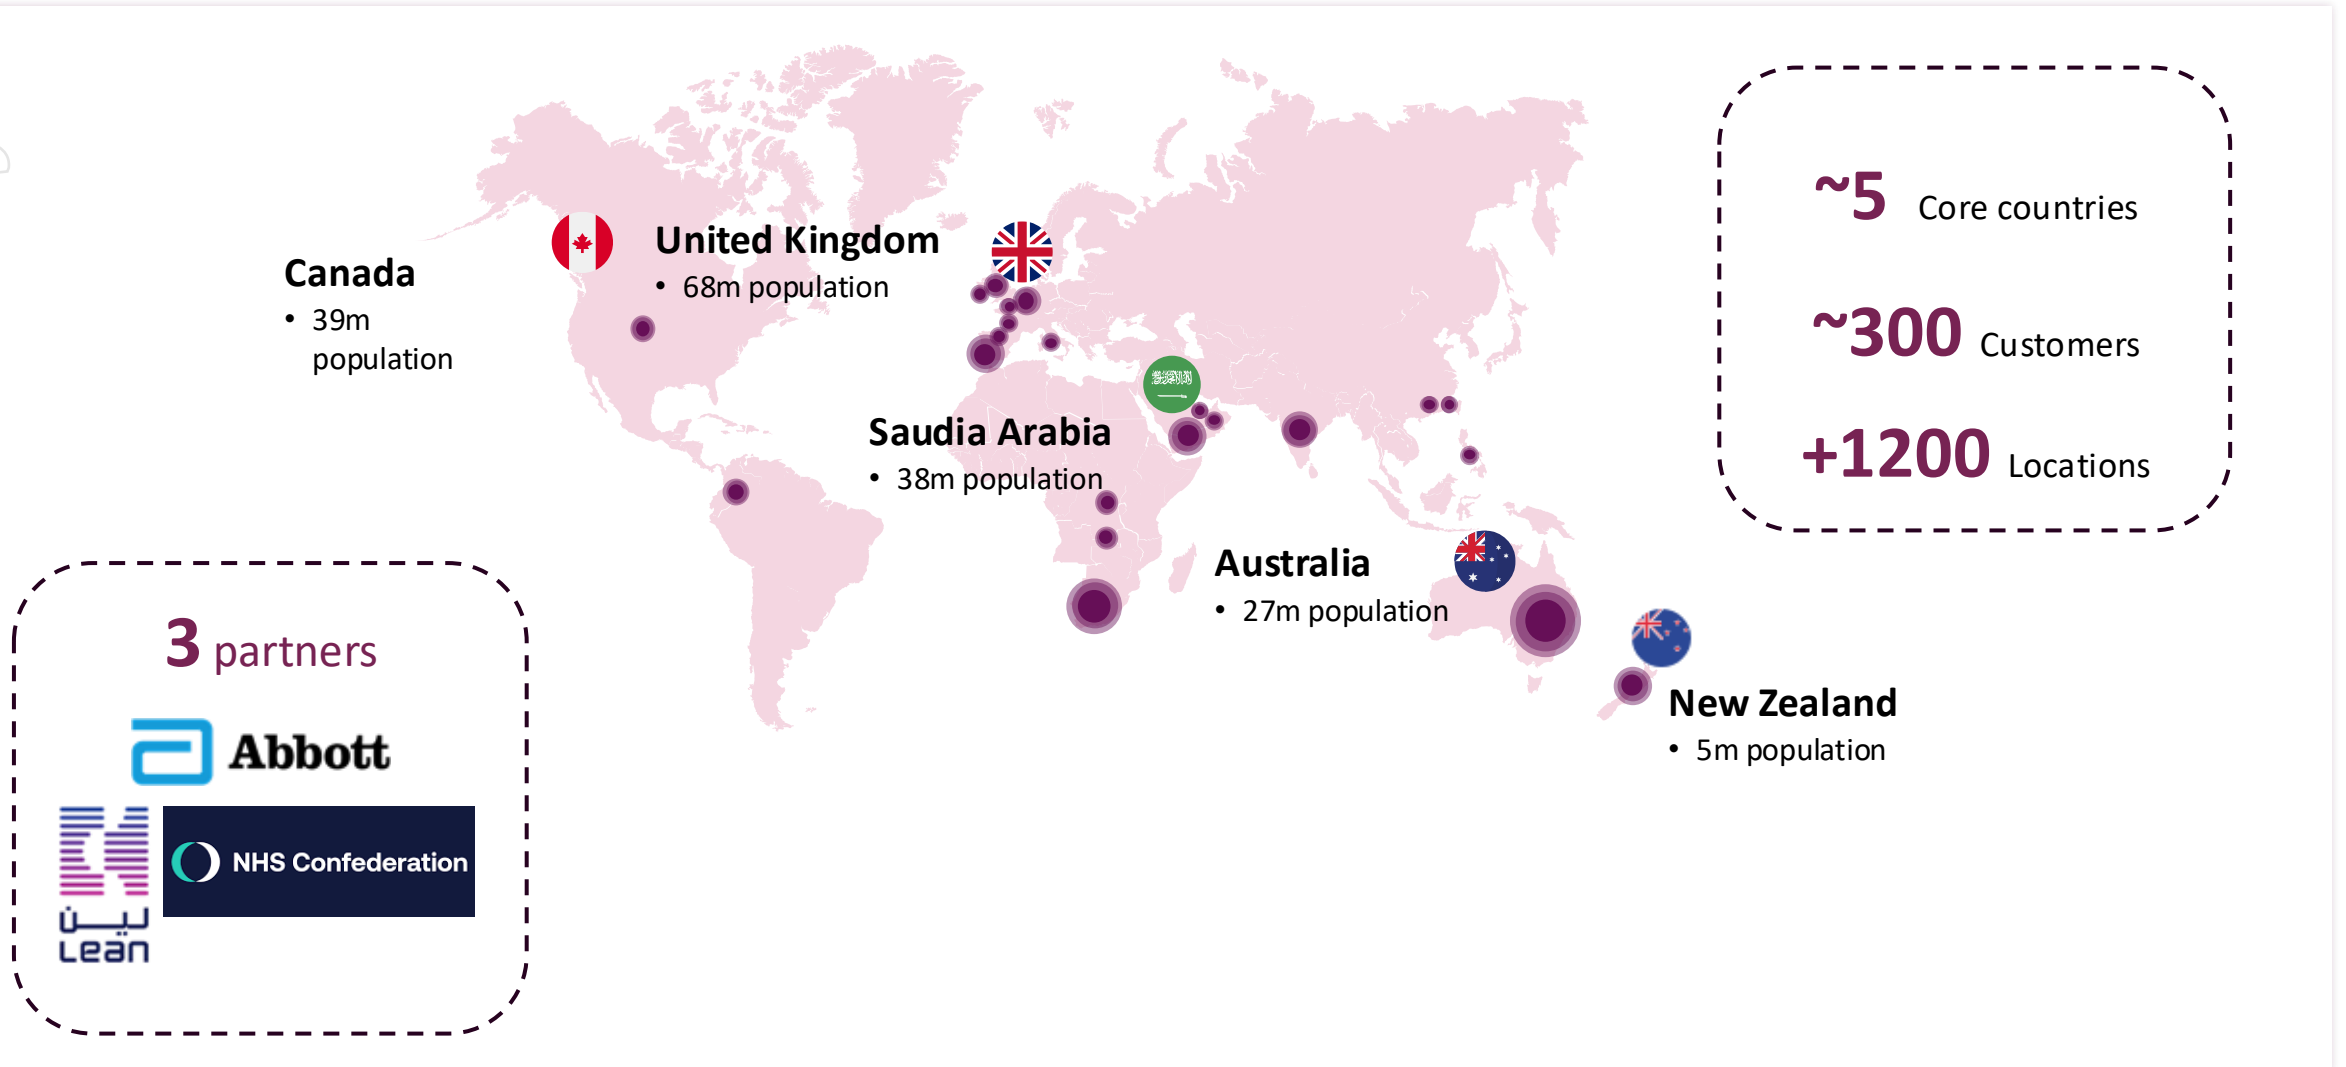 Canada
• 39m
population
United Kingdom
• 68m population
Saudia Arabia
• 38m population
Australia
• 27m population
New Zealand
• 5m population
~5 Core countries
~300 Customers
+1200 Locations
3 partners
Abbott
NHS Confederation
لين
Lean